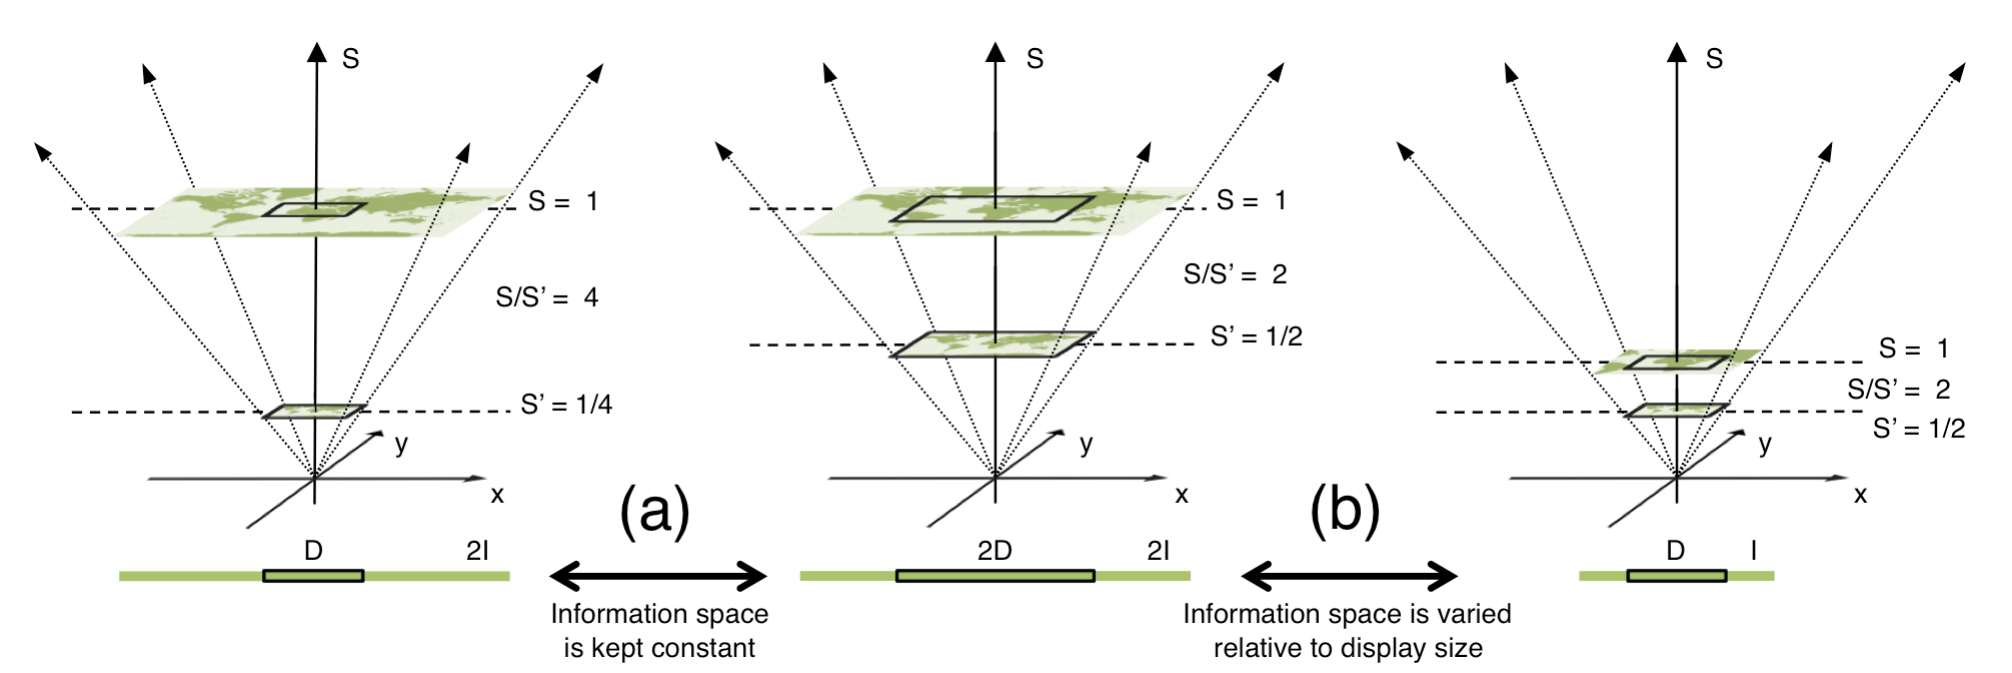 S
S = 1
S/S’ = 4
S’ = 1/4
y
x
D
2I
(a)
Information space
is kept constant
S
S = 1
S/S’ = 2
S’ = 1/2
y
x
2D
2I
(b)
Information space is varied
relative to display size
S
S = 1
S/S’ = 2
S’ = 1/2
y
x
D
I